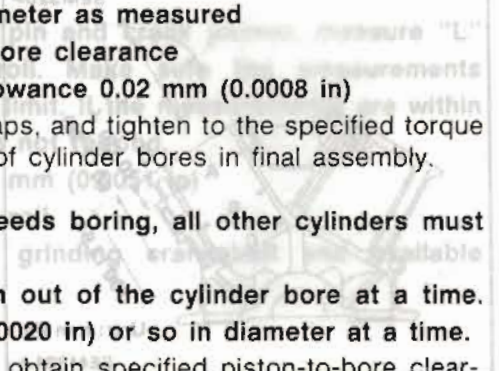 meter as measured
ore clearance
owance 0.02 mm (0.0008 in)
aps, and tighten to the specified torque
of cylinder bores in final assembly.
eeds boring, all other cylinders must
n out of the cylinder bore at a time.
0020 in) or so in diameter at a time.
obtain specified piston-to-bore clear-